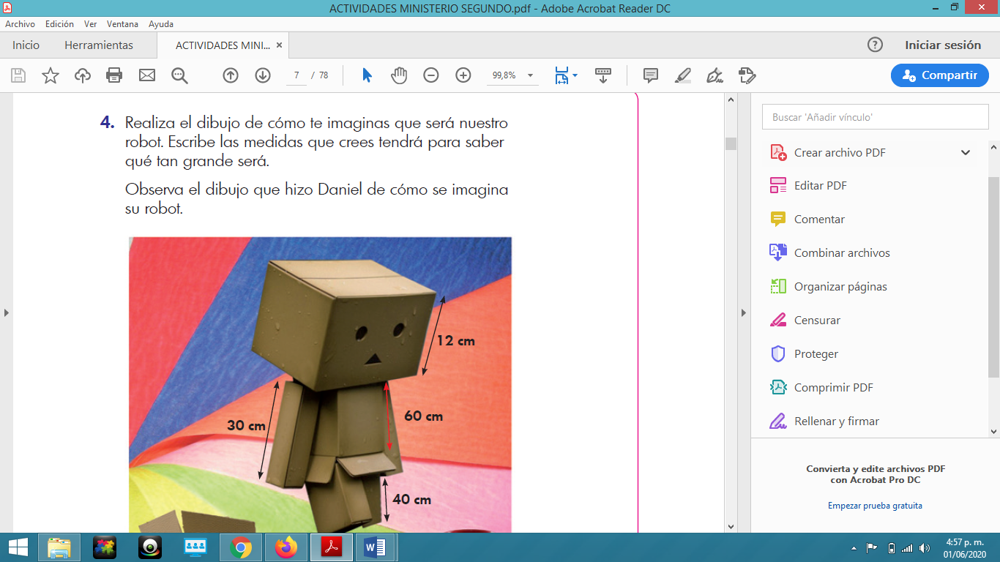 ACTIVIDADES MINISTERIO SEGUNDO.pdf - Adobe Acrobat Reader DC
Archivo Edición Ver Ventana Ayuda
Inicio Herramientas ACTIVIDADES MINI... Iniciar sesión
7 / 78 99,8% Compartir
4. Realiza el dibujo de cómo te imaginas que será nuestro
robot. Escribe las medidas que crees tendrá para saber
qué tan grande será.
Observa el dibujo que hizo Daniel de cómo se imagina
su robot.
12 cm
30 cm
60 cm
40 cm
Buscar 'Añadir vínculo'
Crear archivo PDF
Editar PDF
Comentar
Combinar archivos
Organizar páginas
Censurar
Proteger
Comprimir PDF
Rellenar y firmar
Convierta y edite archivos PDF
con Acrobat Pro DC
Empezar prueba gratuita
4:57 p. m.
01/06/2020